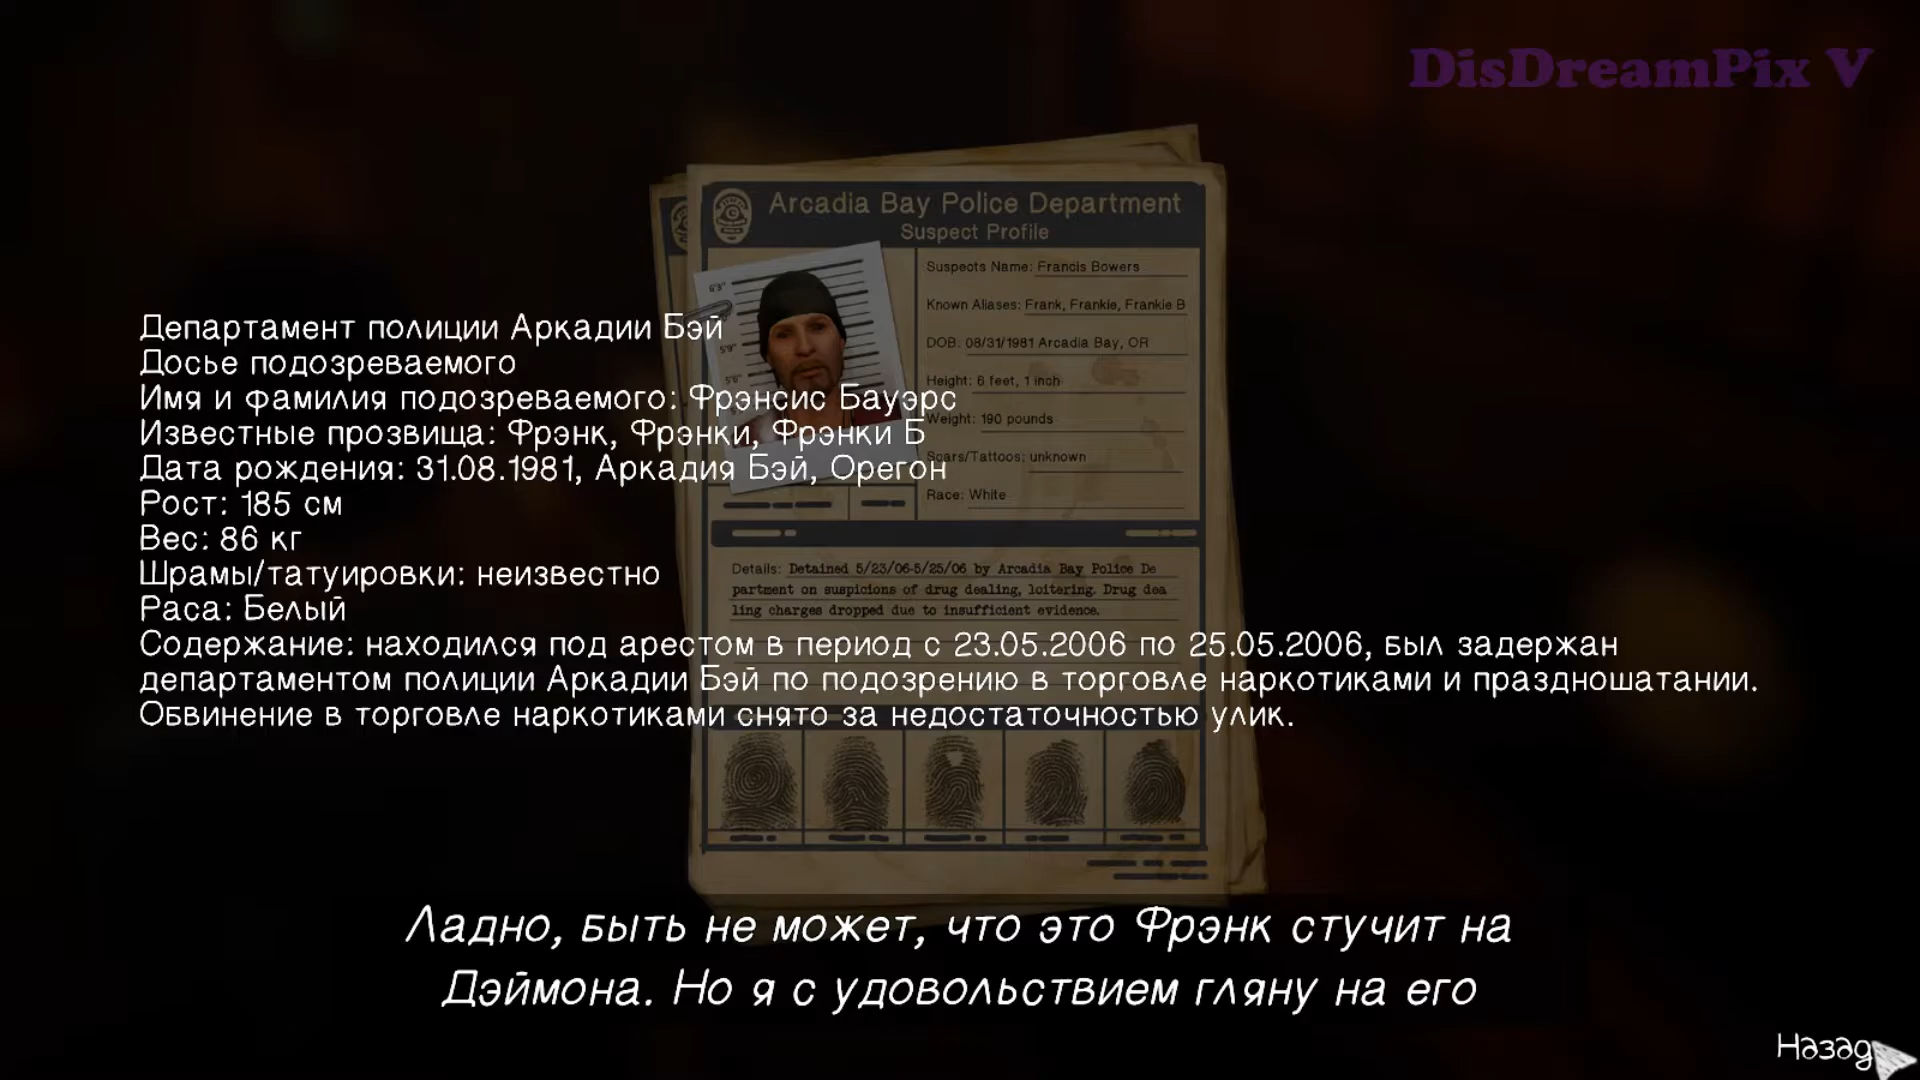 DisDreamPix V
Arcadia Bay Police Department
Suspect Profile
Suspects Name: Francis Bowers
Known Aliases: Frank, Frankie, Frankie B
DOB: 08/31/1981 Arcadia Bay, OR
Height: 6 feet, 1 inch
Weight: 190 pounds
Scars/Tattoos: unknown
Race: White
6'3"
5'9"
5'6"
Details: Detained 5/23/06-5/25/06 by Arcadia Bay Police De
partment on suspicions of drug dealing, loitering. Drug dea
ling charges dropped due to insufficient evidence.
Департамент полиции Аркадии Бэй
Досье подозреваемого
Имя и фамилия подозреваемого: Фрэнсис Бауэрс
Известные прозвища: Фрэнк, Фрэнки, Фрэнки Б
Дата рождения: 31.08.1981, Аркадия Бэй, Орегон
Рост: 185 см
Вес: 86 кг
Шрамы/татуировки: неизвестно
Раса: Белый
Содержание: находился под арестом в период с 23.05.2006 по 25.05.2006, был задержан
департаментом полиции Аркадии Бэй по подозрению в торговле наркотиками и праздношатании.
Обвинение в торговле наркотиками снято за недостаточностью улик.
Ладно, быть не может, что это Фрэнк стучит на
Дэймона. Но я с удовольствием гляну на его
Назад